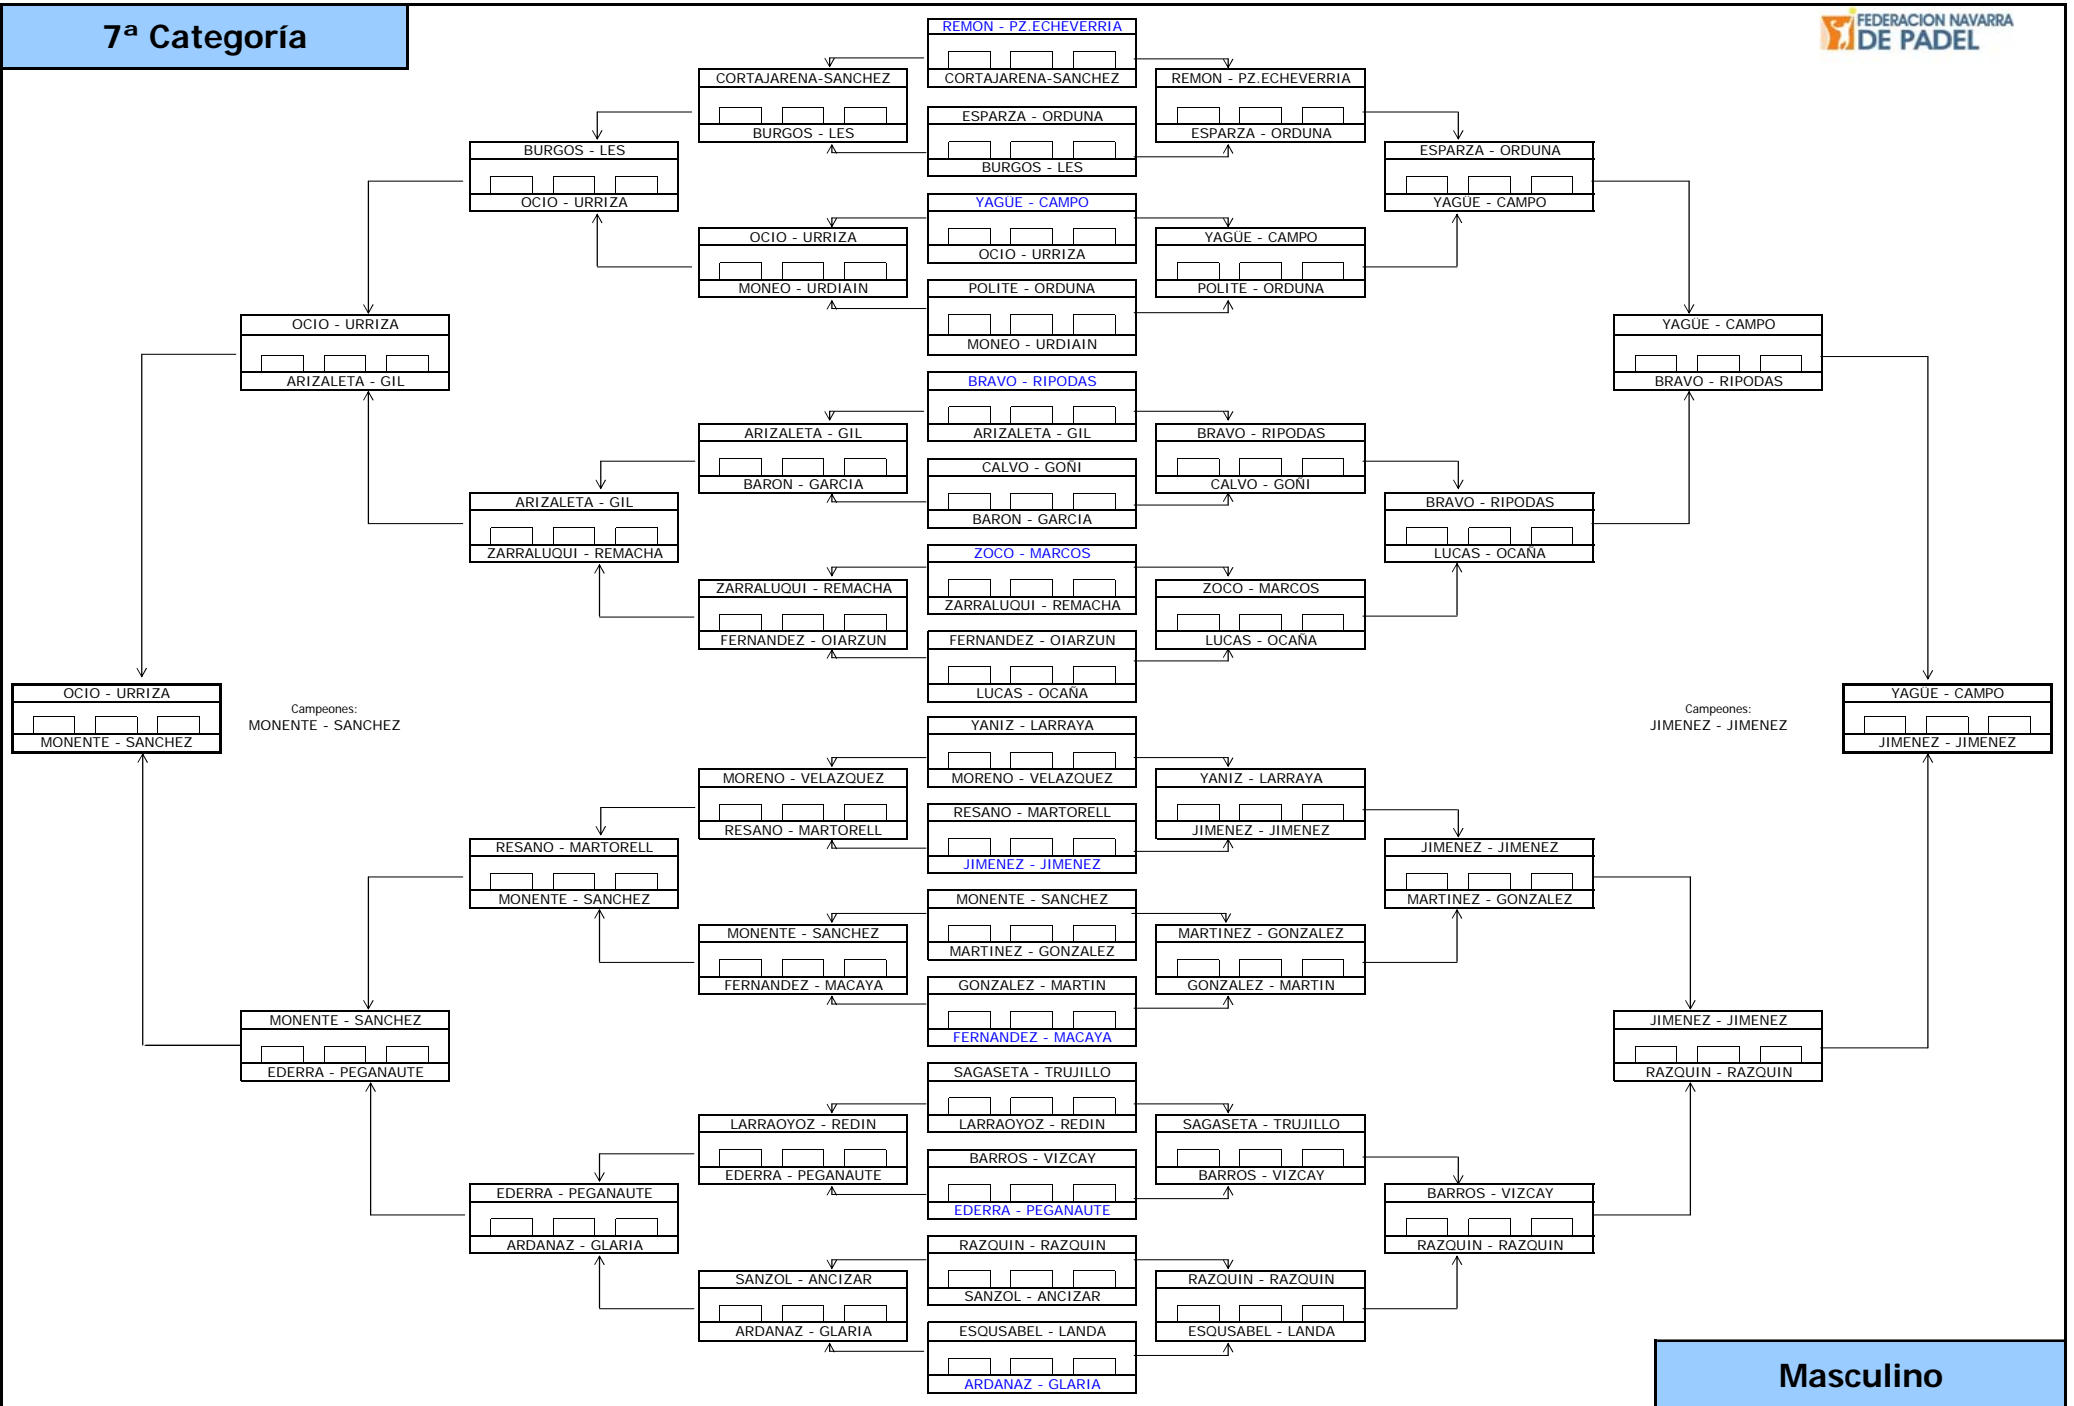 7ª Categoría
FEDERACION NAVARRA
DE PADEL
REMON - PZ.ECHEVERRIA
CORTAJARENA-SANCHEZ
ESPARZA - ORDUNA
BURGOS - LES
YAGÜE - CAMPO
OCIO - URRIZA
POLITE - ORDUNA
MONEO - URDIAIN
BRAVO - RIPODAS
ARIZALETA - GIL
CALVO - GOÑI
BARON - GARCIA
ZOCO - MARCOS
ZARRALUQUI - REMACHA
FERNANDEZ - OIARZUN
LUCAS - OCAÑA
YANIZ - LARRAYA
MORENO - VELAZQUEZ
RESANO - MARTORELL
JIMENEZ - JIMENEZ
MONENTE - SANCHEZ
MARTINEZ - GONZALEZ
GONZALEZ - MARTIN
FERNANDEZ - MACAYA
SAGASETA - TRUJILLO
LARRAOYOZ - REDIN
BARROS - VIZCAY
EDERRA - PEGANAUTE
RAZQUIN - RAZQUIN
SANZOL - ANCIZAR
ESQUSABEL - LANDA
ARDANAZ - GLARIA
CORTAJARENA-SANCHEZ
BURGOS - LES
OCIO - URRIZA
MONEO - URDIAIN
ARIZALETA - GIL
BARON - GARCIA
ZARRALUQUI - REMACHA
FERNANDEZ - OIARZUN
MORENO - VELAZQUEZ
RESANO - MARTORELL
MONENTE - SANCHEZ
FERNANDEZ - MACAYA
LARRAOYOZ - REDIN
EDERRA - PEGANAUTE
SANZOL - ANCIZAR
ARDANAZ - GLARIA
BURGOS - LES
OCIO - URRIZA
ARIZALETA - GIL
ZARRALUQUI - REMACHA
RESANO - MARTORELL
MONENTE - SANCHEZ
EDERRA - PEGANAUTE
ARDANAZ - GLARIA
OCIO - URRIZA
ARIZALETA - GIL
MONENTE - SANCHEZ
EDERRA - PEGANAUTE
OCIO - URRIZA
MONENTE - SANCHEZ
Campeones:
MONENTE - SANCHEZ
REMON - PZ.ECHEVERRIA
ESPARZA - ORDUNA
YAGÜE - CAMPO
POLITE - ORDUNA
BRAVO - RIPODAS
CALVO - GOÑI
ZOCO - MARCOS
LUCAS - OCAÑA
YANIZ - LARRAYA
JIMENEZ - JIMENEZ
MARTINEZ - GONZALEZ
GONZALEZ - MARTIN
SAGASETA - TRUJILLO
BARROS - VIZCAY
RAZQUIN - RAZQUIN
ESQUSABEL - LANDA
ESPARZA - ORDUNA
YAGÜE - CAMPO
BRAVO - RIPODAS
LUCAS - OCAÑA
JIMENEZ - JIMENEZ
MARTINEZ - GONZALEZ
BARROS - VIZCAY
RAZQUIN - RAZQUIN
YAGÜE - CAMPO
BRAVO - RIPODAS
JIMENEZ - JIMENEZ
RAZQUIN - RAZQUIN
Campeones:
JIMENEZ - JIMENEZ
YAGÜE - CAMPO
JIMENEZ - JIMENEZ
Masculino